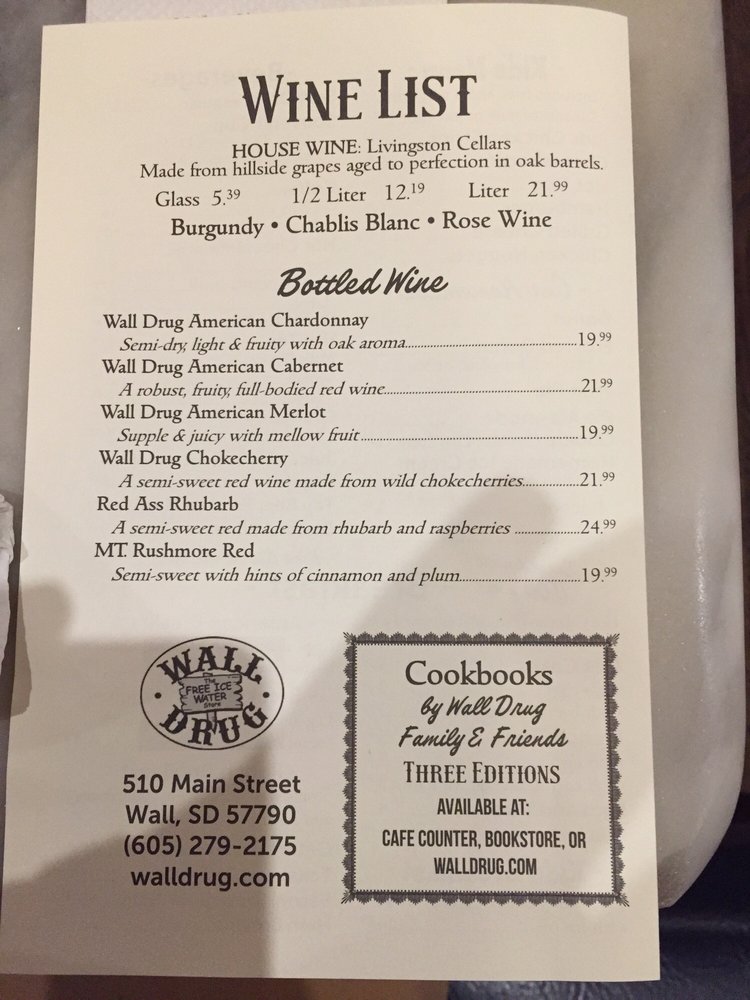 WINE LIST
HOUSE WINE: Livingston Cellars
Made from hillside grapes aged to perfection in oak barrels.
Glass 5.39 1/2 Liter 12.19 Liter 21.99
Burgundy • Chablis Blanc • Rose Wine
Bottled Wine
Wall Drug American Chardonnay
Semi-dry, light & fruity with oak aroma...19.99
Wall Drug American Cabernet
A robust, fruity, full-bodied red wine...21.99
Wall Drug American Merlot
Supple & juicy with mellow fruit...19.99
Wall Drug Chokecherry
A semi-sweet red wine made from wild chokecherries...21.99
Red Ass Rhubarb
A semi-sweet red made from rhubarb and raspberries ...24.99
MT. Rushmore Red
Semi-sweet with hints of cinnamon and plum...19.99
WALL
The
FREE ICE
WATER
Store
DRUG
510 Main Street
Wall, SD 57790
(605) 279-2175
walldrug.com
Cookbooks
by Wall Drug
Family & Friends
THREE EDITIONS
AVAILABLE AT:
CAFE COUNTER, BOOKSTORE, OR
WALLDRUG.COM